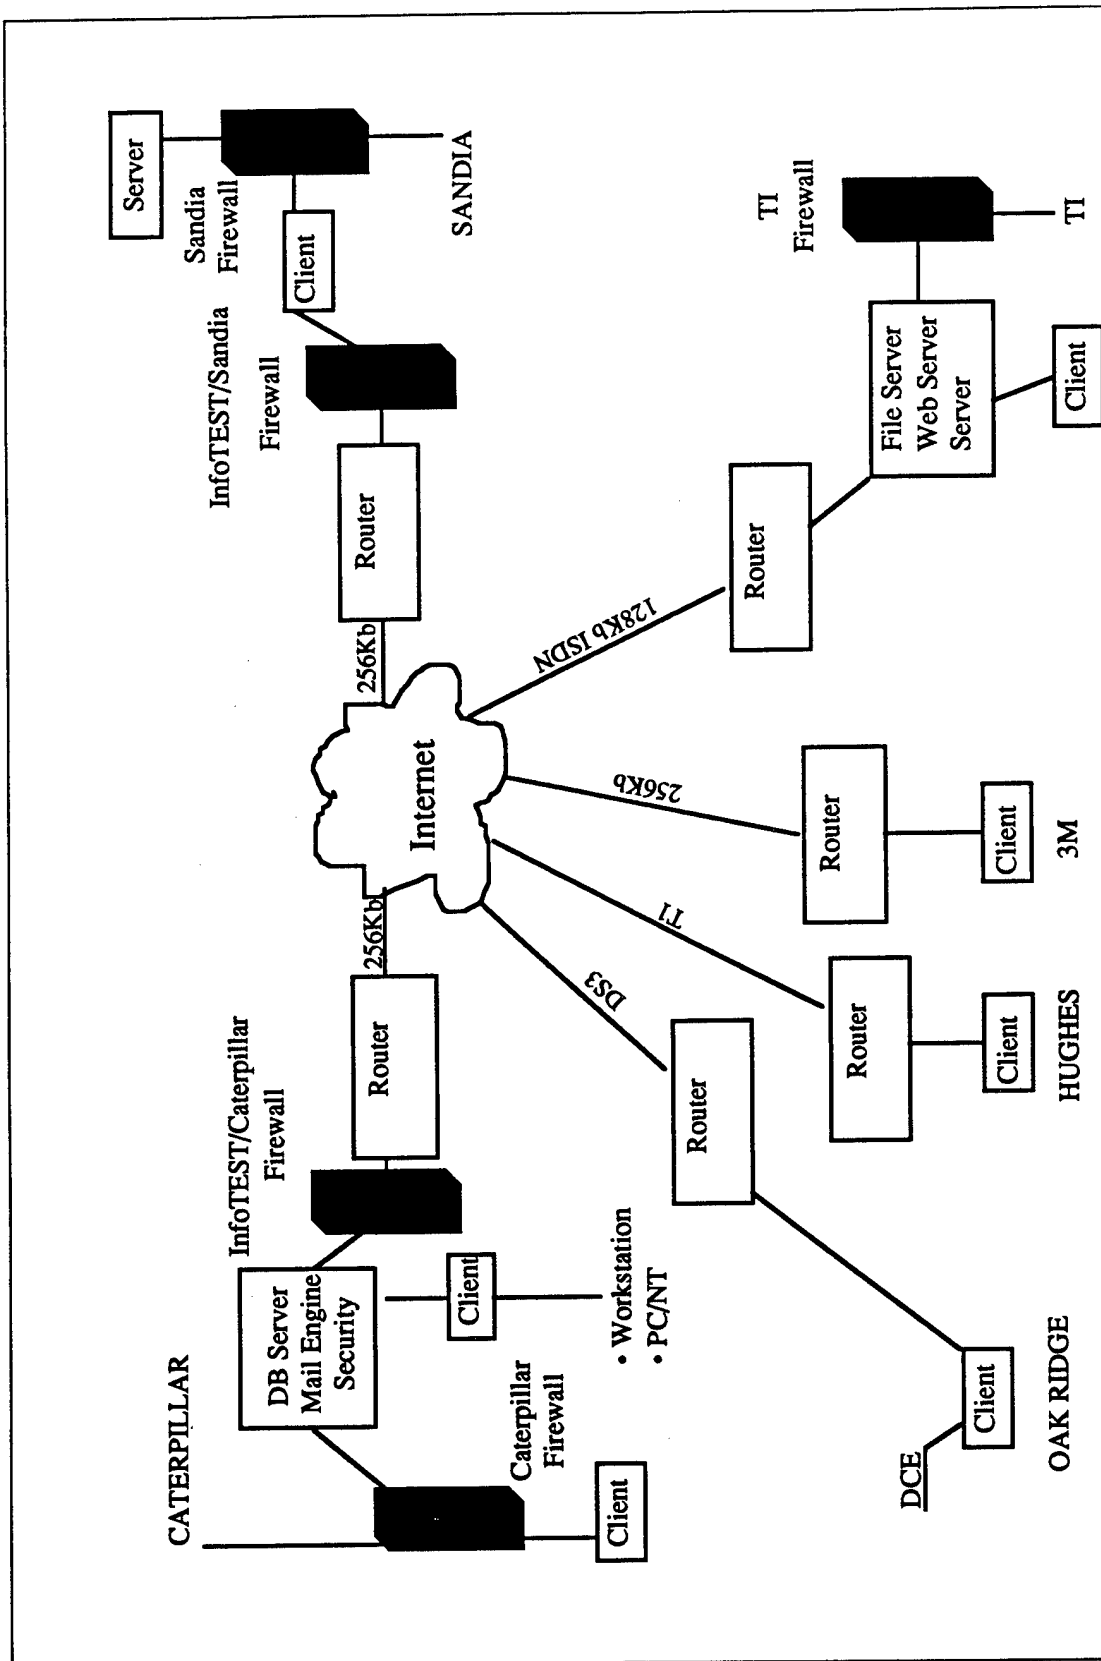 CATERPILLAR
InfoTEST/Caterpillar
Firewall
DB Server
Mail Engine
Security
Client
• Workstation
• PC/NT
Caterpillar
Firewall
Client
Router
256Kb
Internet
256Kb
Router
InfoTEST/Sandia
Firewall
Client
Sandia
Firewall
Server
SANDIA
DS3
Router
Client
DCE
OAK RIDGE
T1
Router
Client
HUGHES
256Kb
Router
Client
3M
128Kb ISDN
Router
File Server
Web Server
Server
Client
TI
Firewall
TI